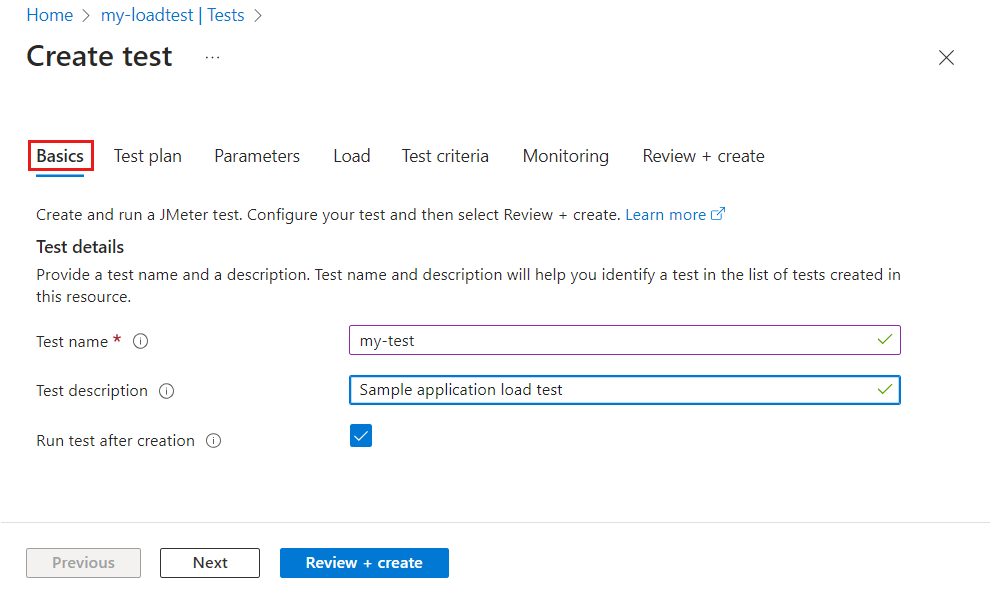 Home > my-loadtest | Tests >
Create test ...
Basics Test plan Parameters Load Test criteria Monitoring Review + create
Create and run a JMeter test. Configure your test and then select Review + create. Learn more
Test details
Provide a test name and a description. Test name and description will help you identify a test in the list of tests created in
this resource.
Test name * my-test
Test description Sample application load test
Run test after creation
Previous Next Review + create